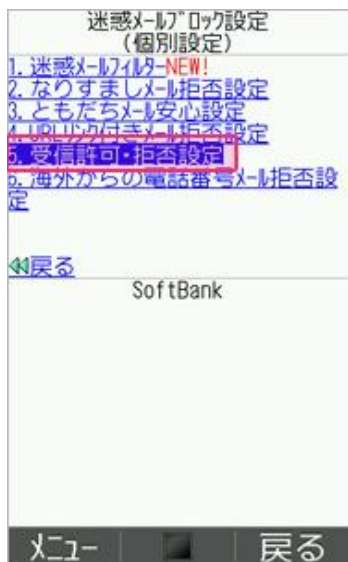 迷惑ﾒｰﾙﾌﾞﾛｯｸ設定
(個別設定)
1. 迷惑ﾒｰﾙﾌｨﾙﾀｰNEW!
2. なりすましﾒｰﾙ拒否設定
3. ともだちﾒｰﾙ安心設定
4. URLﾘﾝｸ付きﾒｰﾙ拒否設定
5. 受信許可･拒否設定
6. 海外からの電話番号ﾒｰﾙ拒否設
定
戻る
SoftBank
ﾒﾆｭｰ 戻る